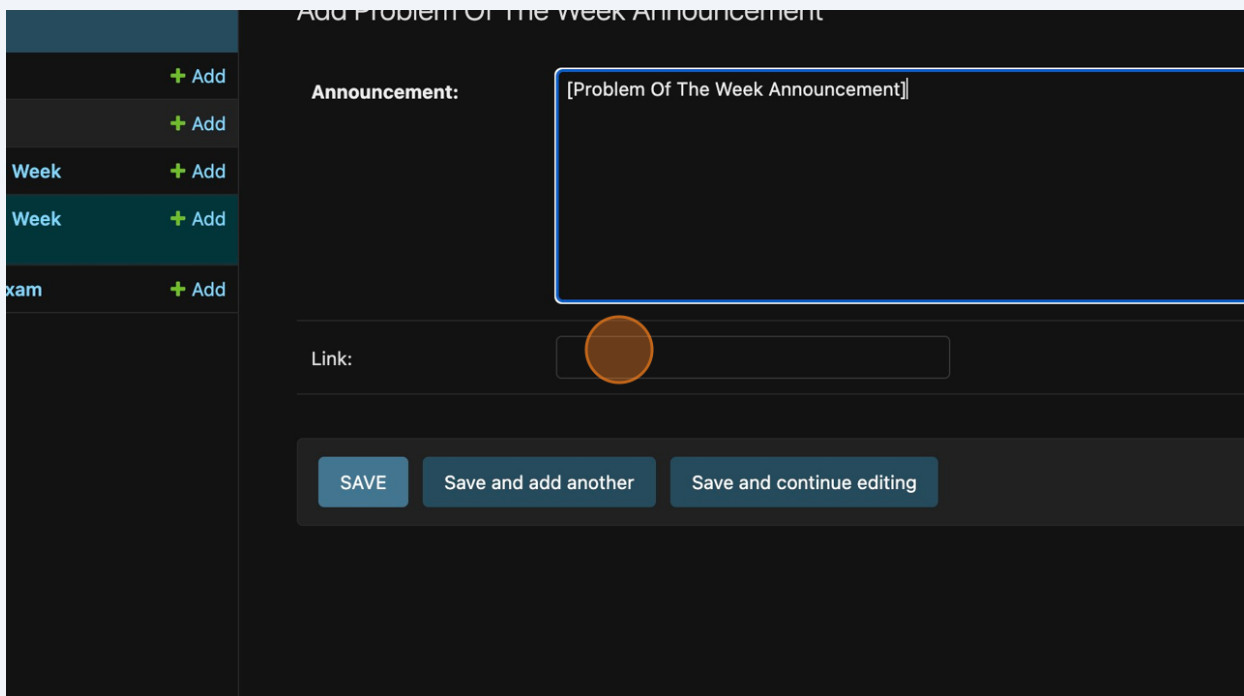 Add Problem Of The Week Announcement
Add
Add
Week Add
Week Add
xam Add
Announcement:
[Problem Of The Week Announcement]
Link:
SAVE Save and add another Save and continue editing